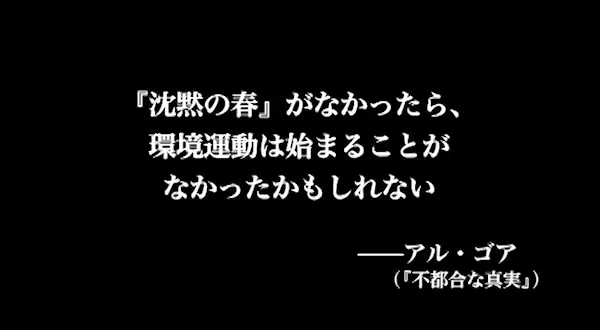 『沈黙の春』がなかったら、
環境運動は始まることが
なかったかもしれない
――アル・ゴア
(『不都合な真実』)